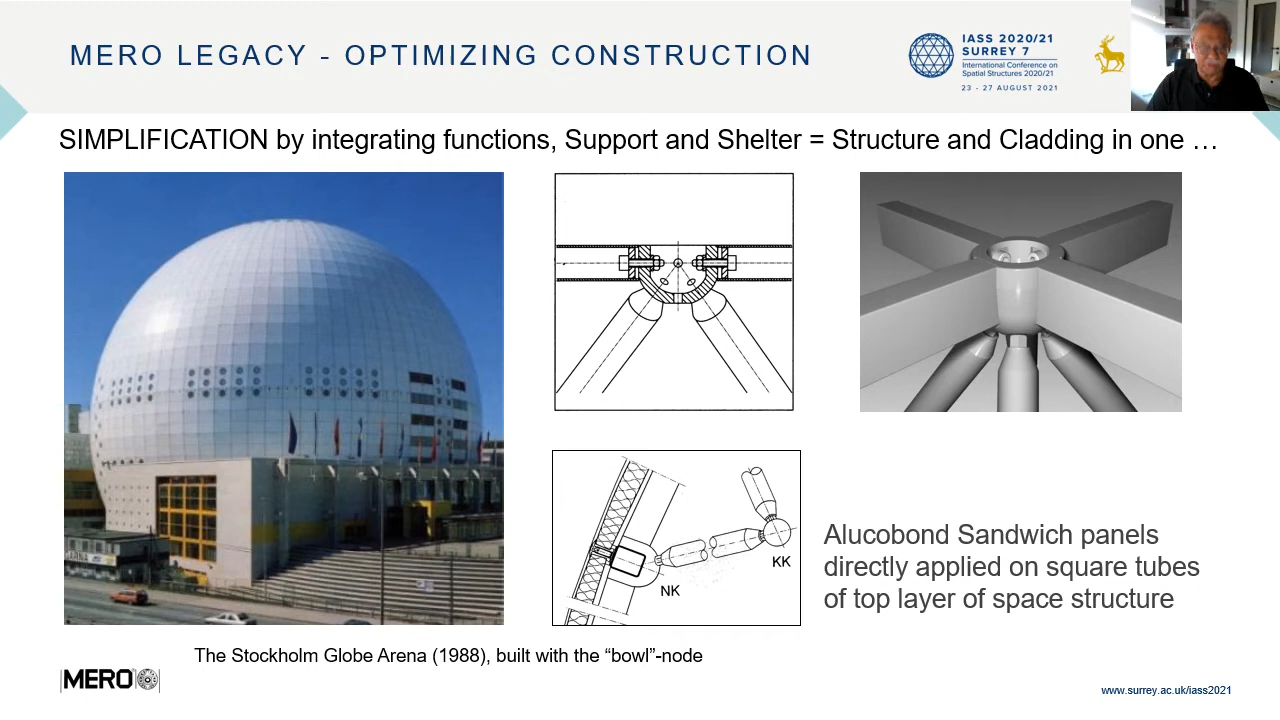 MERO LEGACY - OPTIMIZING CONSTRUCTION
IASS 2020/21
SURREY 7
International Conference on
Spatial Structures 2020/21
23 - 27 AUGUST 2021
SIMPLIFICATION by integrating functions, Support and Shelter = Structure and Cladding in one …
KK
NK
Alucobond Sandwich panels
directly applied on square tubes
of top layer of space structure
The Stockholm Globe Arena (1988), built with the “bowl”-node
MERO
www.surrey.ac.uk/iass2021